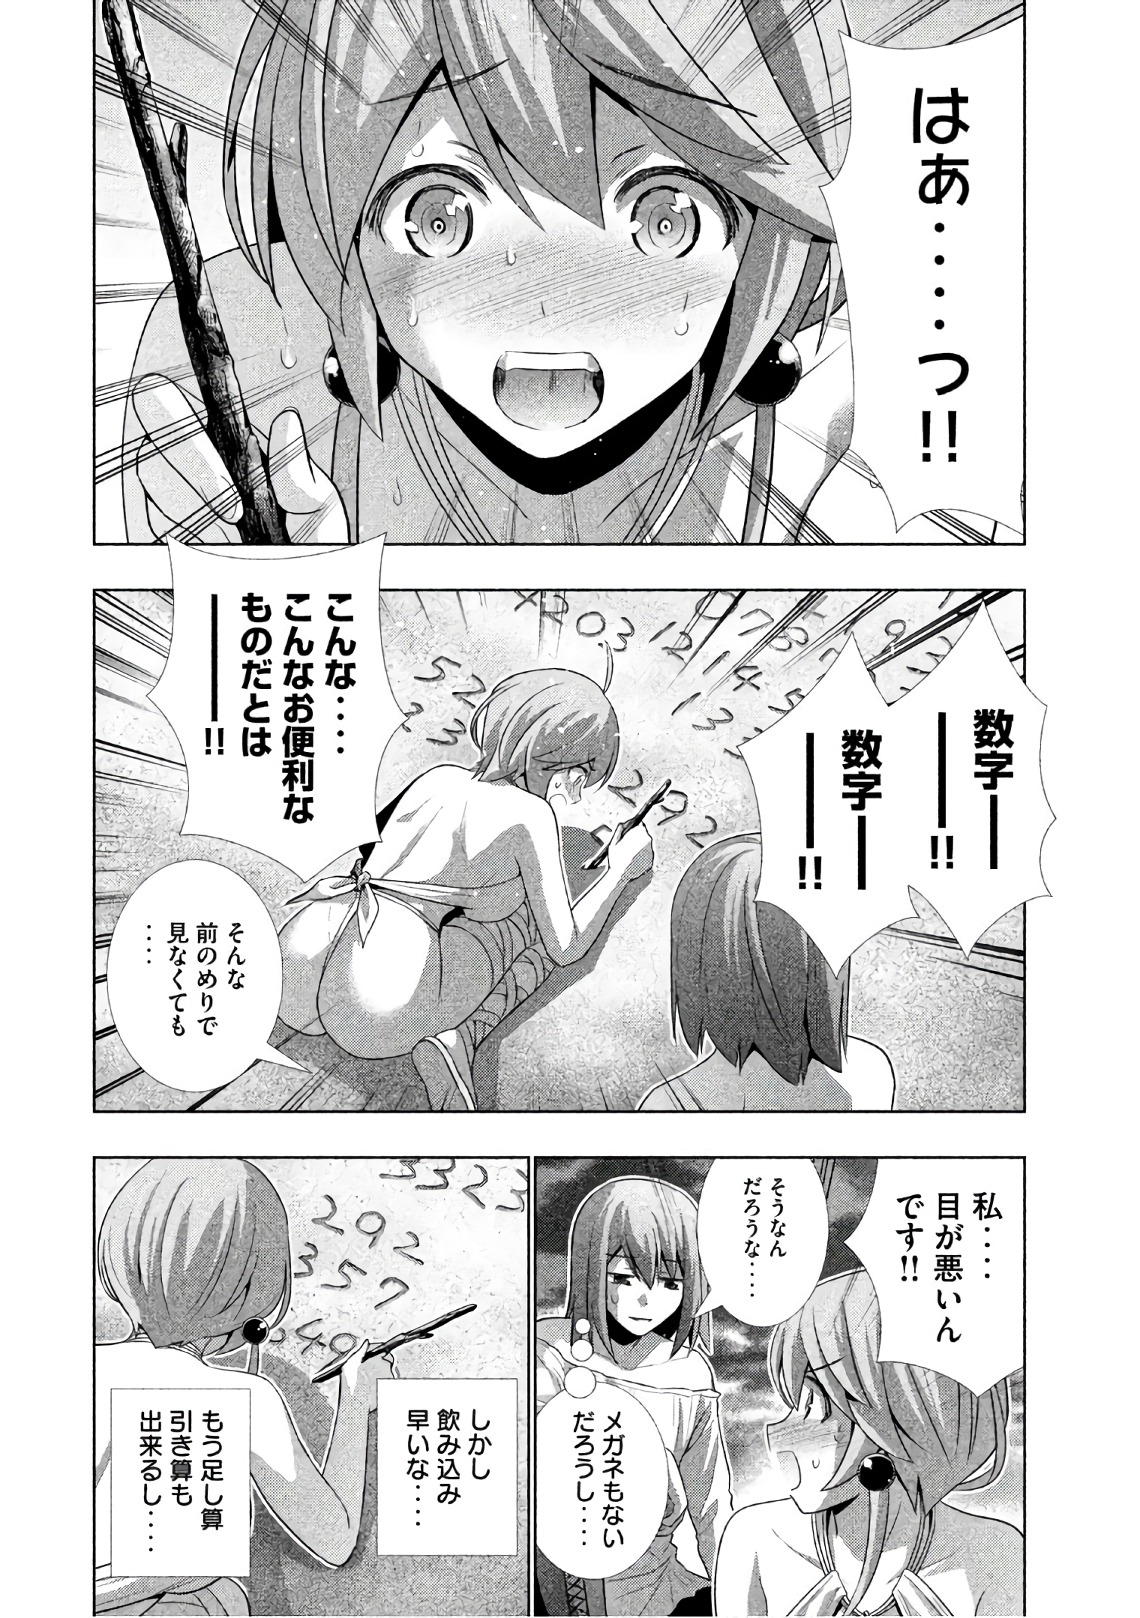 はあ････っ!!
数字ーー!!
数字ーー!!
こんな････
こんなお便利な
ものだとは
ーー!!
そんな
前のめりで
見なくても
････
私････
目が悪いん
です!!
そうなん
だろうな････
メガネもない
だろうし････
しかし
飲み込み
早いな････
もう足し算
引き算も
出来るし････
3323
292
357
292
52